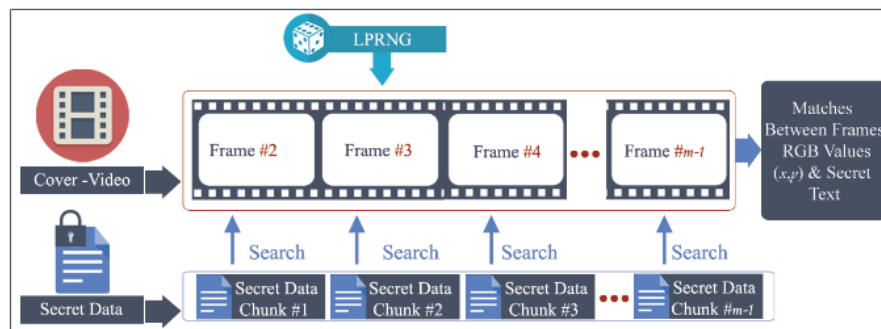 LPRNG
Cover -Video
Frame #2
Frame #3
Frame #4
Frame #m-1
Matches
Between Frames
RGB Values
(x,y) & Secret
Text
Search
Search
Search
Search
Secret Data
Secret Data
Chunk #1
Secret Data
Chunk #2
Secret Data
Chunk #3
Secret Data
Chunk #m-1